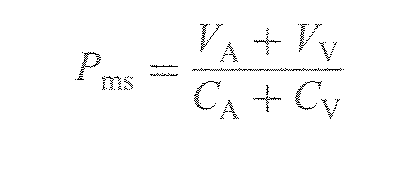 P_ms = (V_A + V_V) / (C_A + C_V)